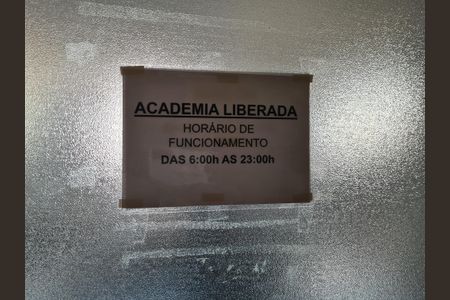 ACADEMIA LIBERADA
HORÁRIO DE
FUNCIONAMENTO
DAS 6:00h AS 23:00h